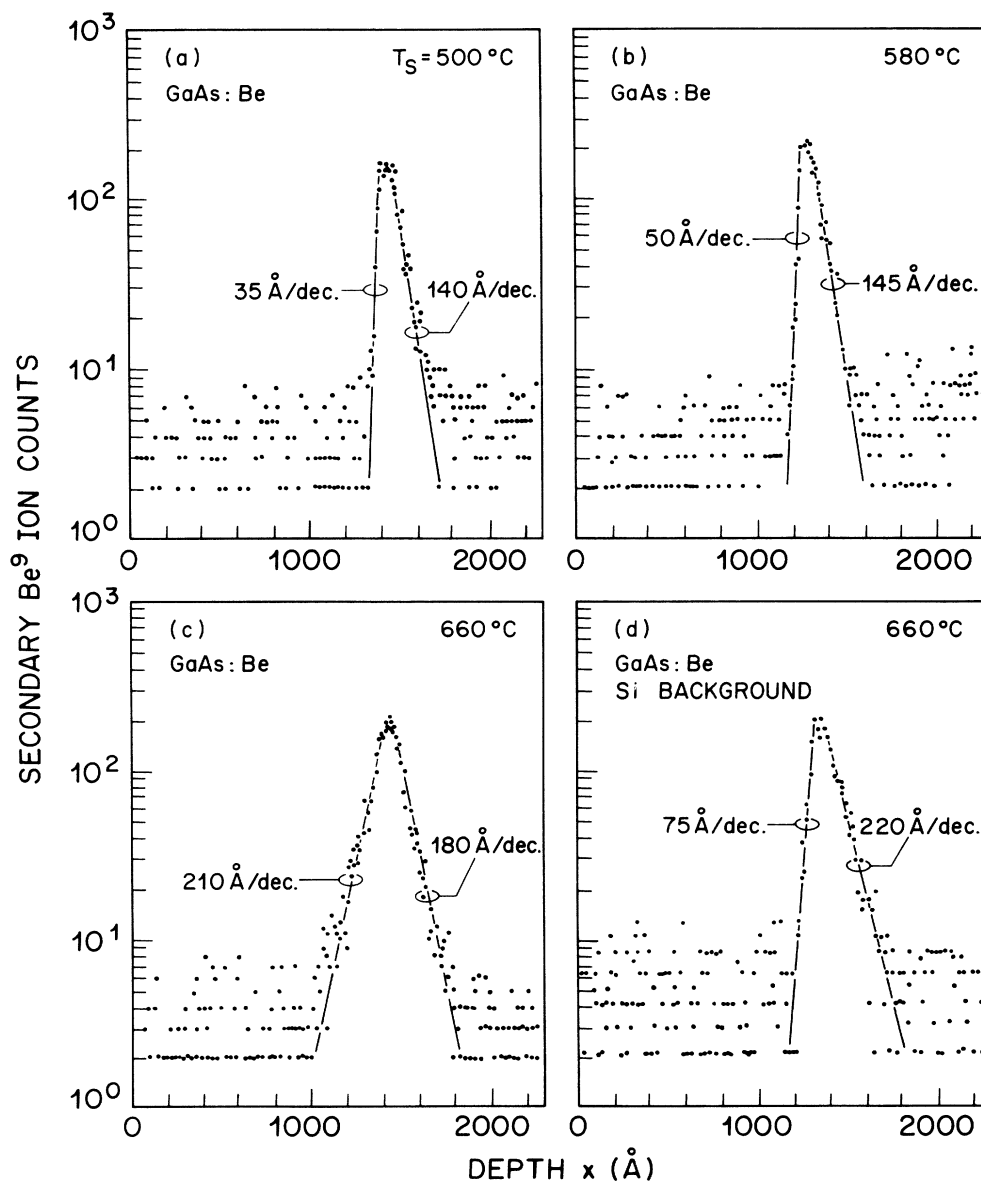 SECONDARY Be⁹ ION COUNTS
10³
10²
10¹
10⁰
(a) T_S = 500 °C
GaAs : Be
35 Å/dec.
140 Å/dec.
0 1000 2000
(b) 580 °C
GaAs : Be
50 Å/dec.
145 Å/dec.
0 1000 2000
10³
10²
10¹
10⁰
(c) 660 °C
GaAs : Be
210 Å/dec.
180 Å/dec.
0 1000 2000
(d) 660 °C
GaAs : Be
Si BACKGROUND
75 Å/dec.
220 Å/dec.
0 1000 2000
DEPTH x (Å)